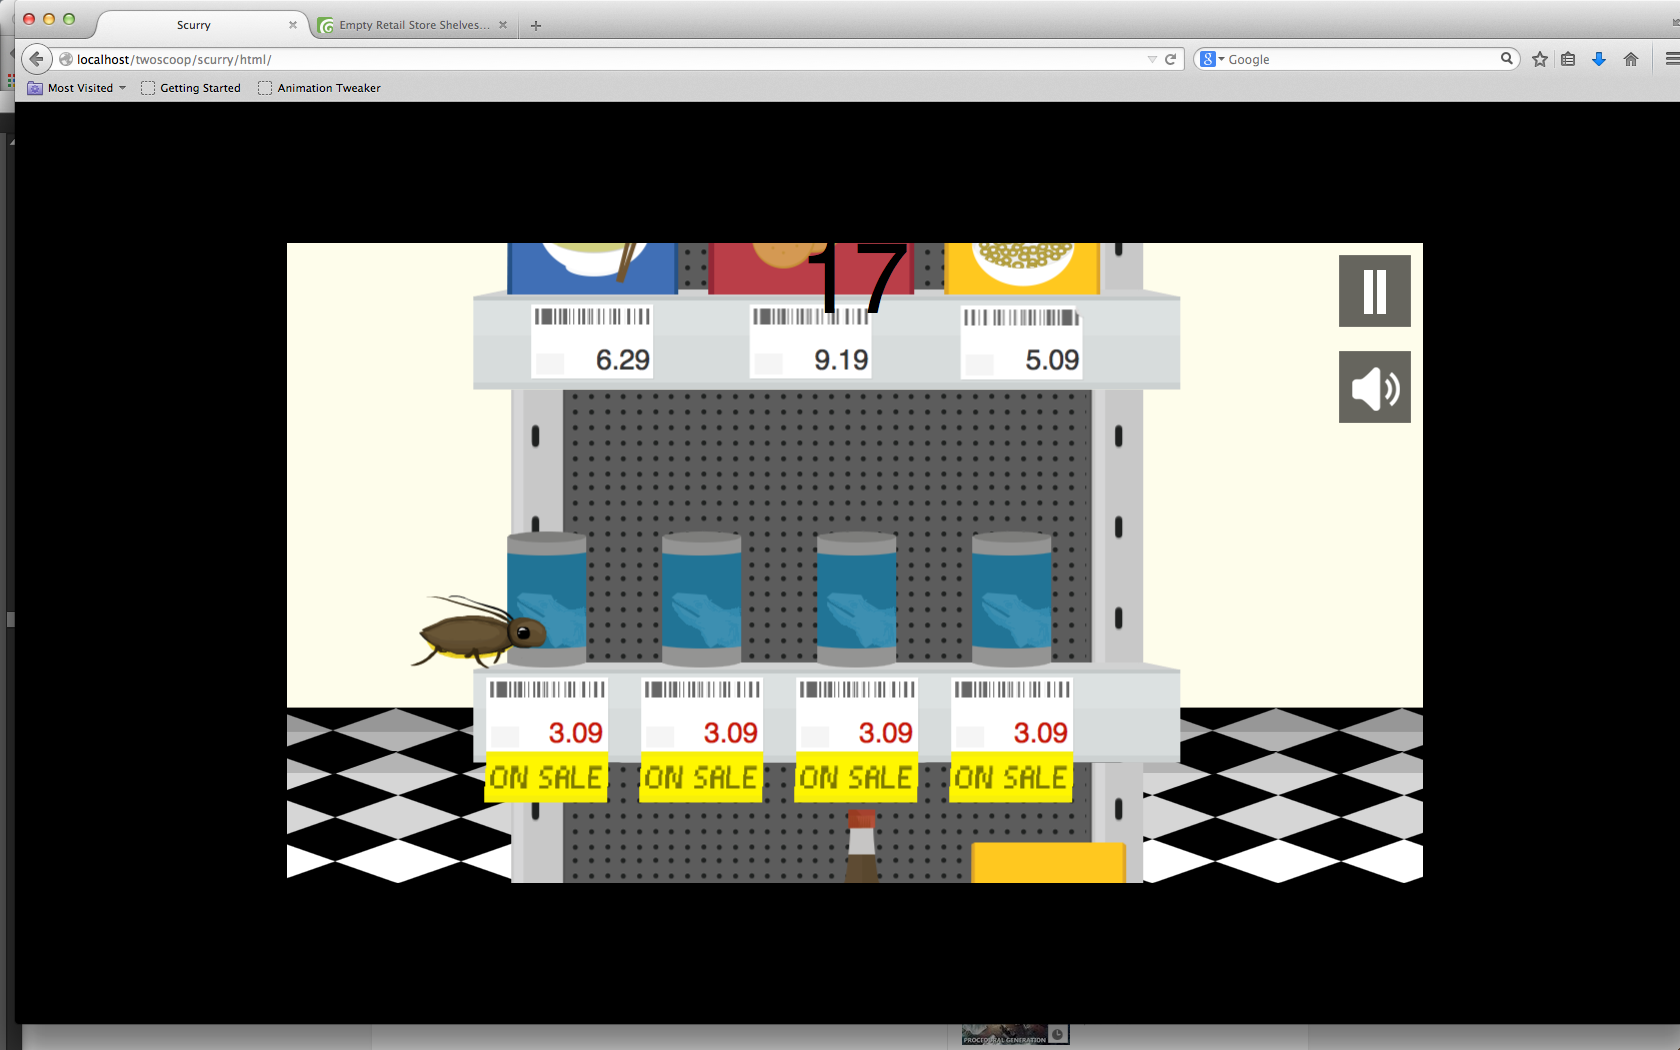 Scurry
Empty Retail Store Shelves...
localhost/twoscoop/scurry/html/
Google
Most Visited
Getting Started
Animation Tweaker
17
6.29
9.19
5.09
3.09
3.09
3.09
3.09
ON SALE
ON SALE
ON SALE
ON SALE
PROCEDURAL GENERATION